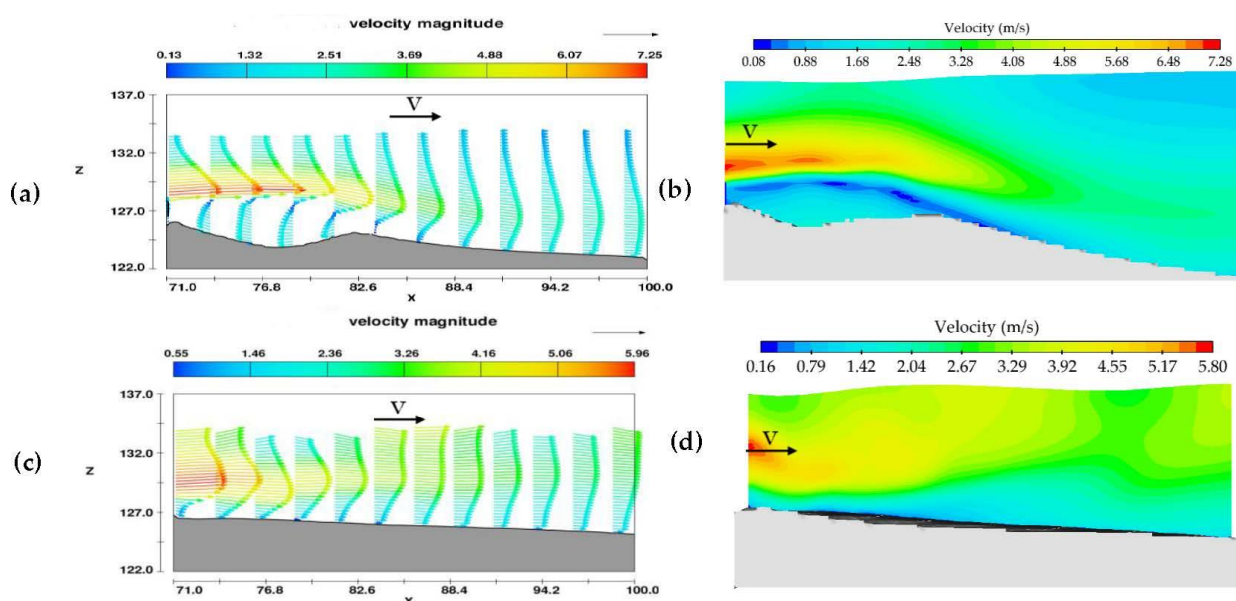 velocity magnitude
0.13 1.32 2.51 3.69 4.88 6.07 7.25
137.0
V
132.0
z
(a)
127.0
122.0
71.0 76.8 82.6 88.4 94.2 100.0
x
Velocity (m/s)
0.08 0.88 1.68 2.48 3.28 4.08 4.88 5.68 6.48 7.28
V
(b)
velocity magnitude
0.55 1.46 2.36 3.26 4.16 5.06 5.96
137.0
V
132.0
z
(c)
127.0
122.0
71.0 76.8 82.6 88.4 94.2 100.0
x
Velocity (m/s)
0.16 0.79 1.42 2.04 2.67 3.29 3.92 4.55 5.17 5.80
(d)
V